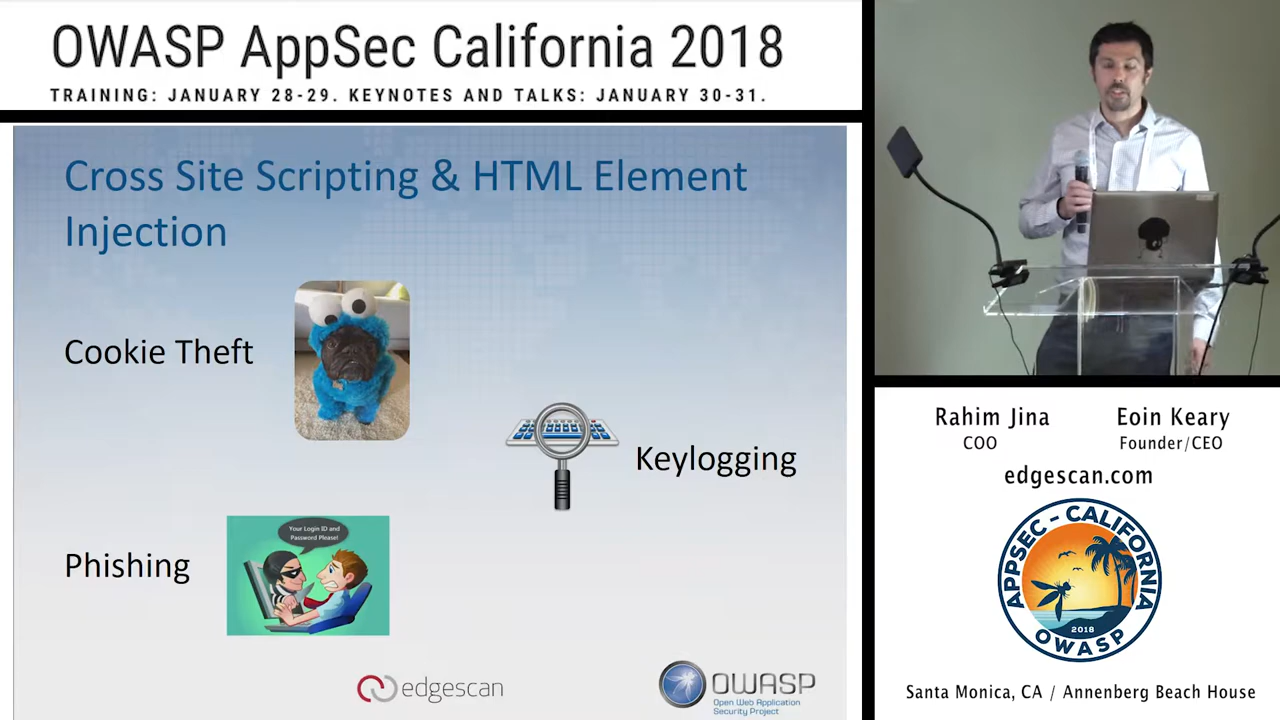 OWASP AppSec California 2018
TRAINING: JANUARY 28-29. KEYNOTES AND TALKS: JANUARY 30-31.
Cross Site Scripting & HTML Element
Injection
Cookie Theft
Keylogging
Your Login ID and
Password Please!
Phishing
edgescan
OWASP
Open Web Application
Security Project
Rahim Jina
COO
Eoin Keary
Founder/CEO
edgescan.com
APPSEC - CALIFORNIA
2018
OWASP
Santa Monica, CA / Annenberg Beach House